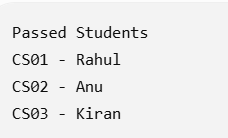 Passed Students
CS01 - Rahul
CS02 - Anu
CS03 - Kiran